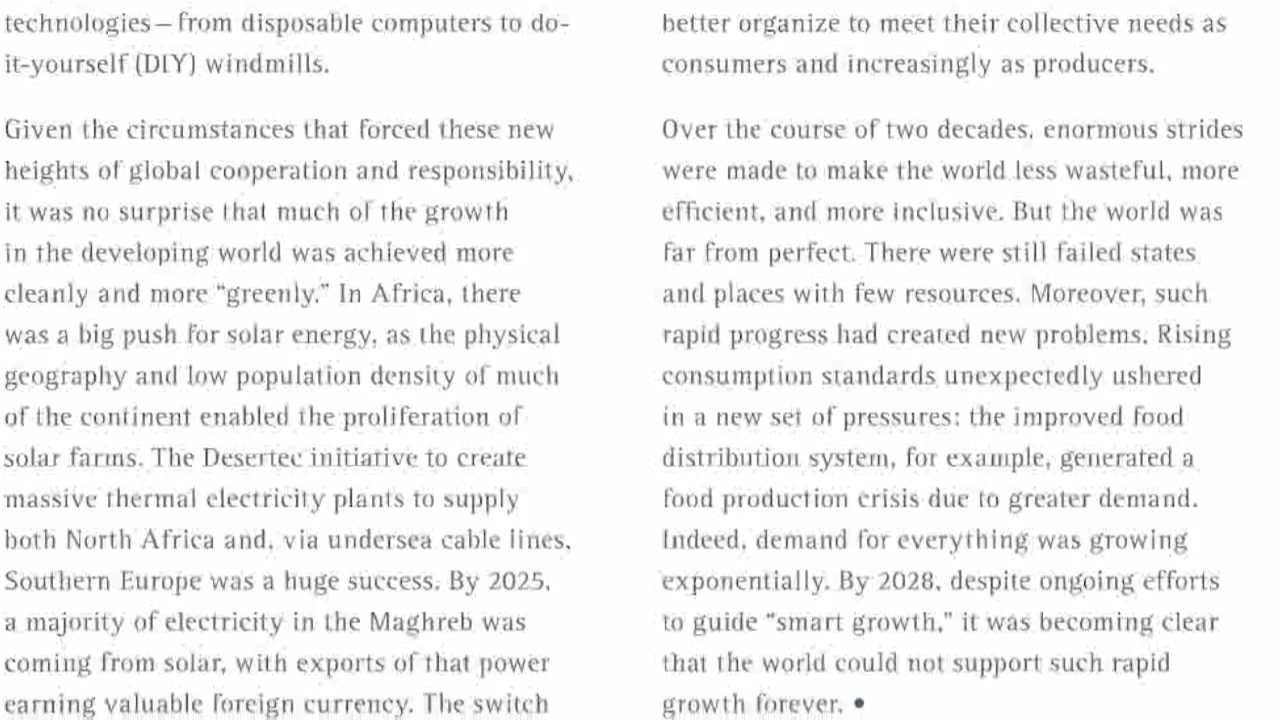 technologies—from disposable computers to do-
it-yourself (DIY) windmills.
Given the circumstances that forced these new
heights of global cooperation and responsibility,
it was no surprise that much of the growth
in the developing world was achieved more
cleanly and more “greenly.” In Africa, there
was a big push for solar energy, as the physical
geography and low population density of much
of the continent enabled the proliferation of
solar farms. The Desertec initiative to create
massive thermal electricity plants to supply
both North Africa and, via undersea cable lines,
Southern Europe was a huge success. By 2025,
a majority of electricity in the Maghreb was
coming from solar, with exports of that power
earning valuable foreign currency. The switch
better organize to meet their collective needs as
consumers and increasingly as producers.
Over the course of two decades, enormous strides
were made to make the world less wasteful, more
efficient, and more inclusive. But the world was
far from perfect. There were still failed states
and places with few resources. Moreover, such
rapid progress had created new problems. Rising
consumption standards unexpectedly ushered
in a new set of pressures: the improved food
distribution system, for example, generated a
food production crisis due to greater demand.
Indeed, demand for everything was growing
exponentially. By 2028, despite ongoing efforts
to guide “smart growth,” it was becoming clear
that the world could not support such rapid
growth forever. •